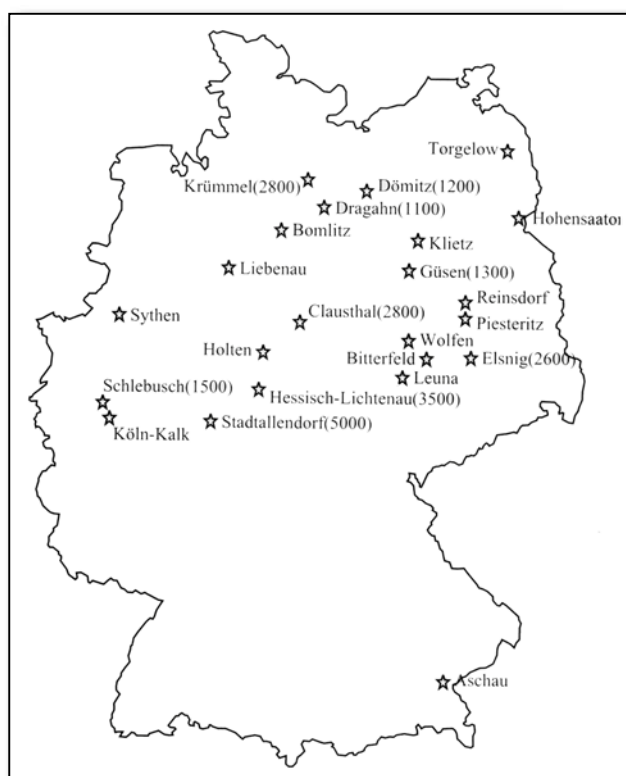 Torgelow
Krümmel(2800)
Dömitz(1200)
Dragahn(1100)
Hohensaaton
Bomlitz
Klietz
Liebenau
Güsen(1300)
Reinsdorf
Sythen
Clausthal(2800)
Piesteritz
Wolfen
Holten
Bitterfeld
Elsnig(2600)
Leuna
Schlebusch(1500)
Hessisch-Lichtenau(3500)
Köln-Kalk
Stadtallendorf(5000)
Aschau